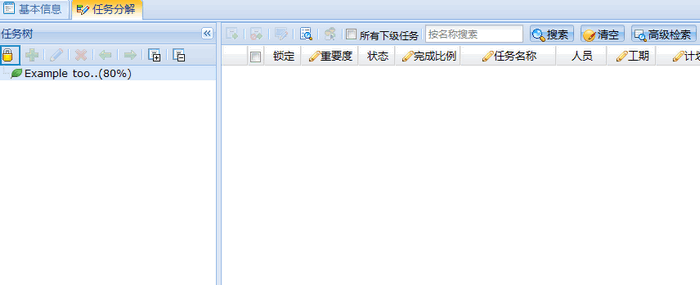 基本信息 任务分解
任务树
所有下级任务 按名称搜索 搜索 清空 高级检索
锁定 重要度 状态 完成比例 任务名称 人员 工期 计划
Example too..(80%)